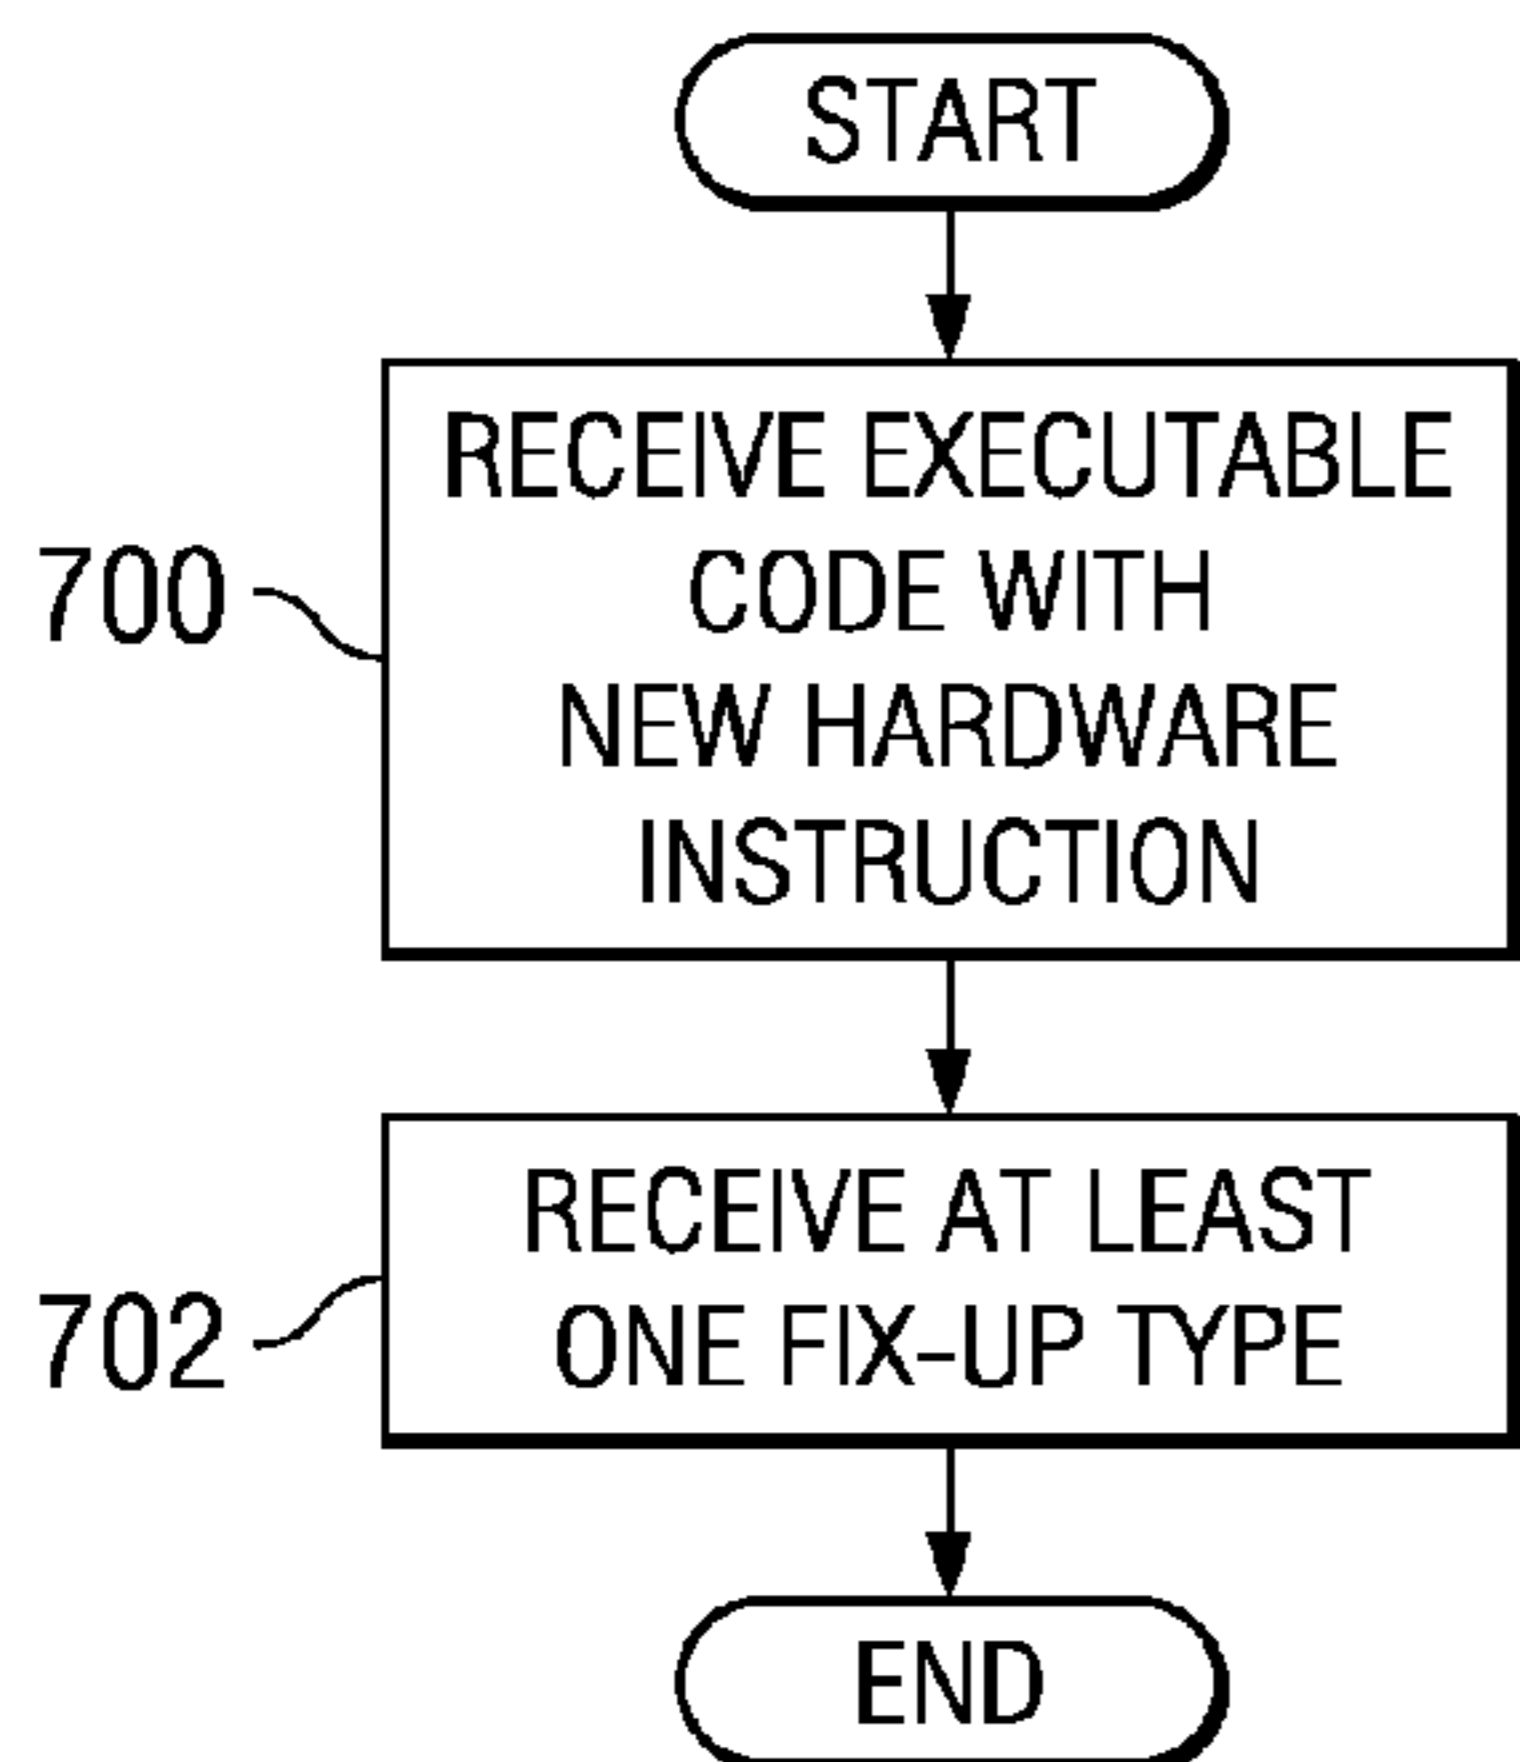 START
RECEIVE EXECUTABLE
CODE WITH
NEW HARDWARE
INSTRUCTION
700
RECEIVE AT LEAST
ONE FIX-UP TYPE
702
END